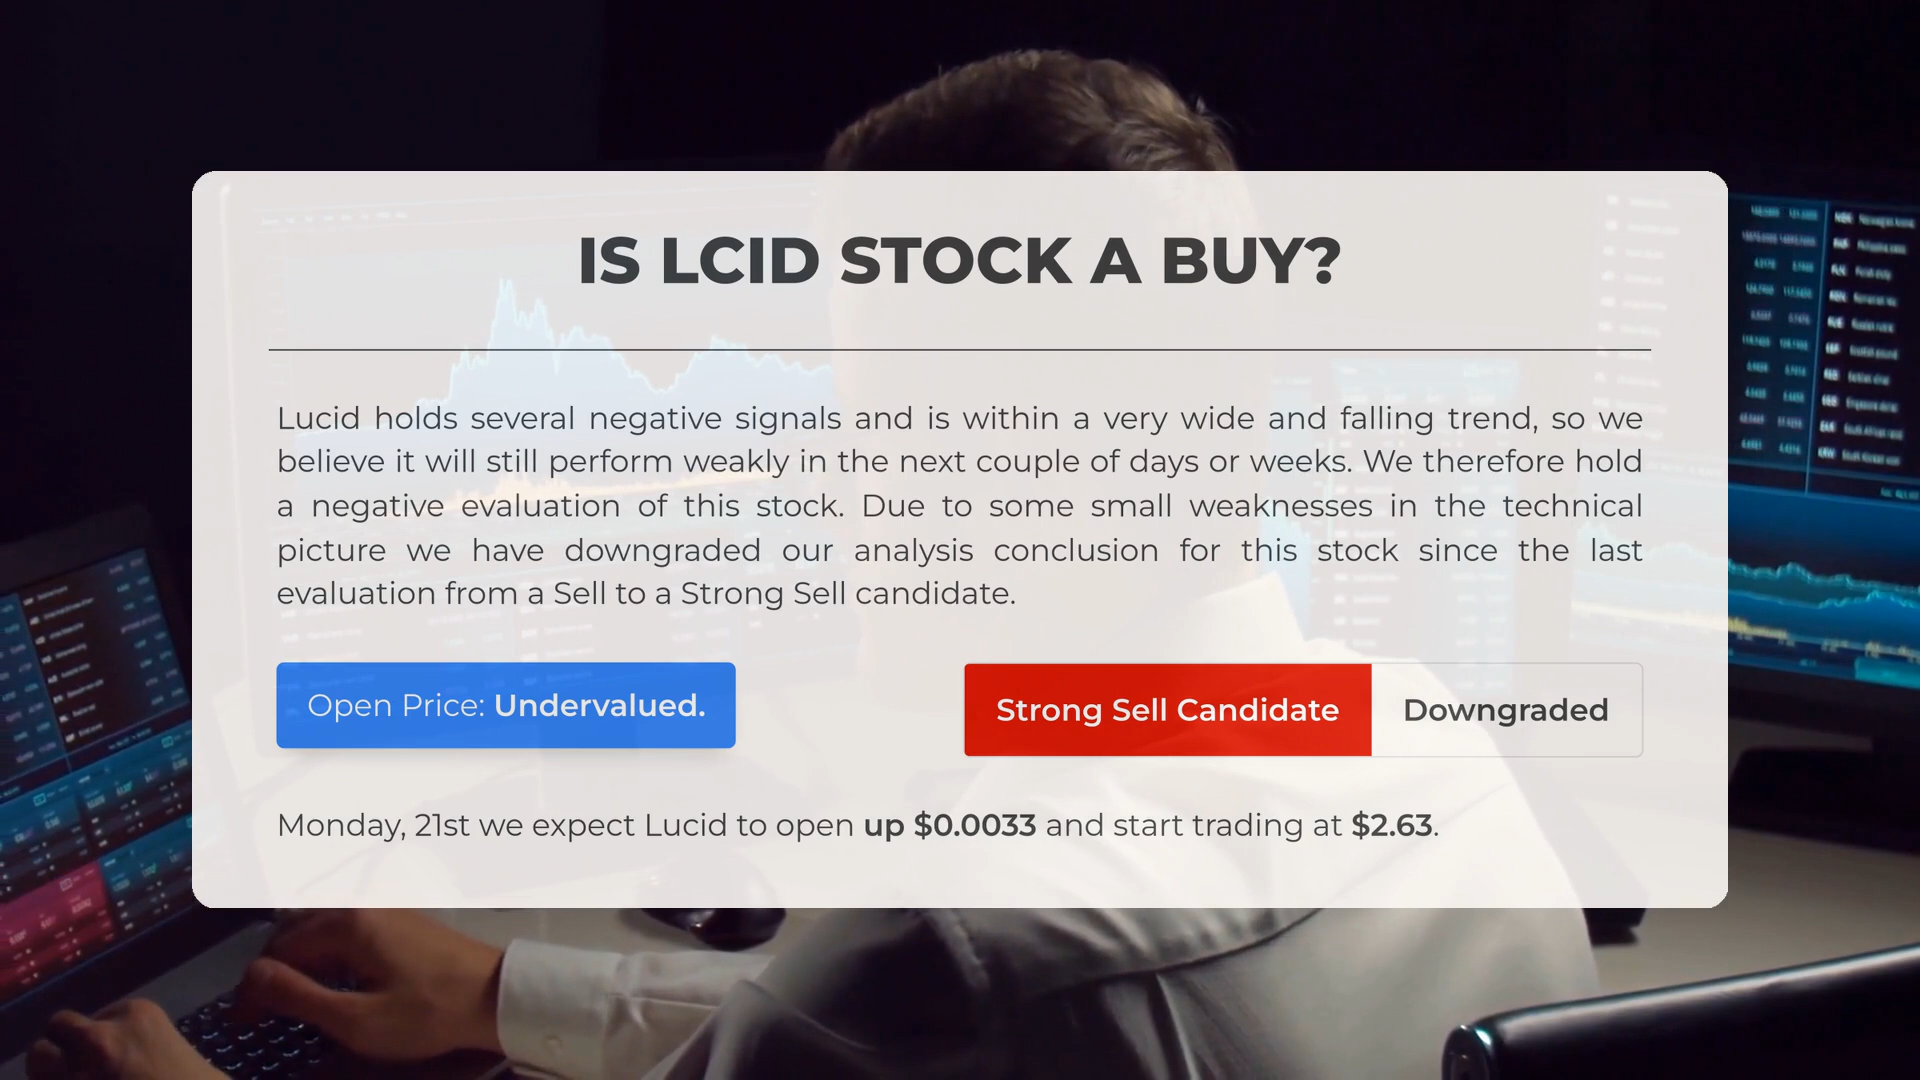 IS LCID STOCK A BUY?
Lucid holds several negative signals and is within a very wide and falling trend, so we
believe it will still perform weakly in the next couple of days or weeks. We therefore hold
a negative evaluation of this stock. Due to some small weaknesses in the technical
picture we have downgraded our analysis conclusion for this stock since the last
evaluation from a Sell to a Strong Sell candidate.
Open Price: Undervalued.
Strong Sell Candidate Downgraded
Monday, 21st we expect Lucid to open up $0.0033 and start trading at $2.63.